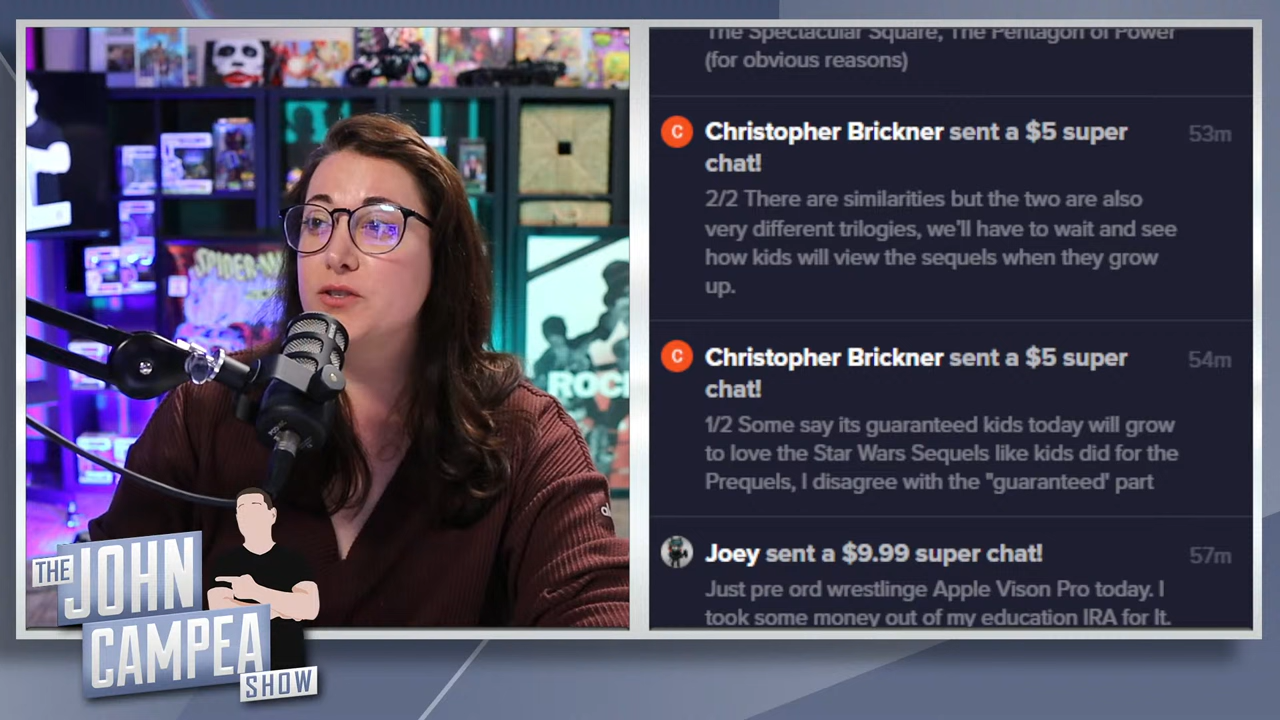 The Spectacular Square, The Pentagon of Power
(for obvious reasons)
C
Christopher Brickner sent a $5 super
chat!
53m
2/2 There are similarities but the two are also
very different trilogies, we'll have to wait and see
how kids will view the sequels when they grow
up.
C
Christopher Brickner sent a $5 super
chat!
54m
1/2 Some say its guaranteed kids today will grow
to love the Star Wars Sequels like kids did for the
Prequels, I disagree with the "guaranteed' part
Joey sent a $9.99 super chat!
57m
Just pre ord wrestlinge Apple Vison Pro today. I
took some money out of my education IRA for It.
SPIDER-MA
ROCK
THE
JOHN
CAMPEA
SHOW